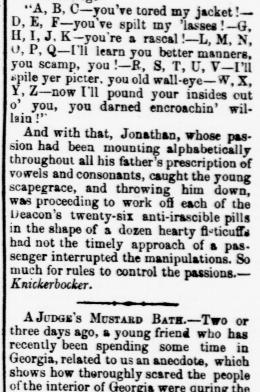 "A, B, C—you've tored my jacket!—
D, E, F—you've spilt my 'lasses!—G,
H, I, J, K—you're a rascal!—L, M, N,
O, P, Q—I'll learn you better manners,
you scamp, you!—R, S, T, U, V—I'll
spile yer picter, you old wall-eye—W, X,
Y, Z—now I'll pound your insides out
o' you, you darned encroachin' wil-
lain!"
And with that, Jonathan, whose pas-
sion had been mounting alphabetically
throughout all his father's prescription of
vowels and consonants, caught the young
scapegrace, and throwing him down,
was proceeding to work off each of the
Deacon's twenty-six anti-irascible pills
in the shape of a dozen hearty fisticuffs
had not the timely approach of a pas-
senger interrupted the manipulations. So
much for rules to control the passions.—
Knickerbocker.
A JUDGE'S MUSTARD BATH.—Two or
three days ago, a young friend who has
recently been spending some time in
Georgia, related to us an anecdote, which
shows how thoroughly scared the people
of the interior of Georgia were during the